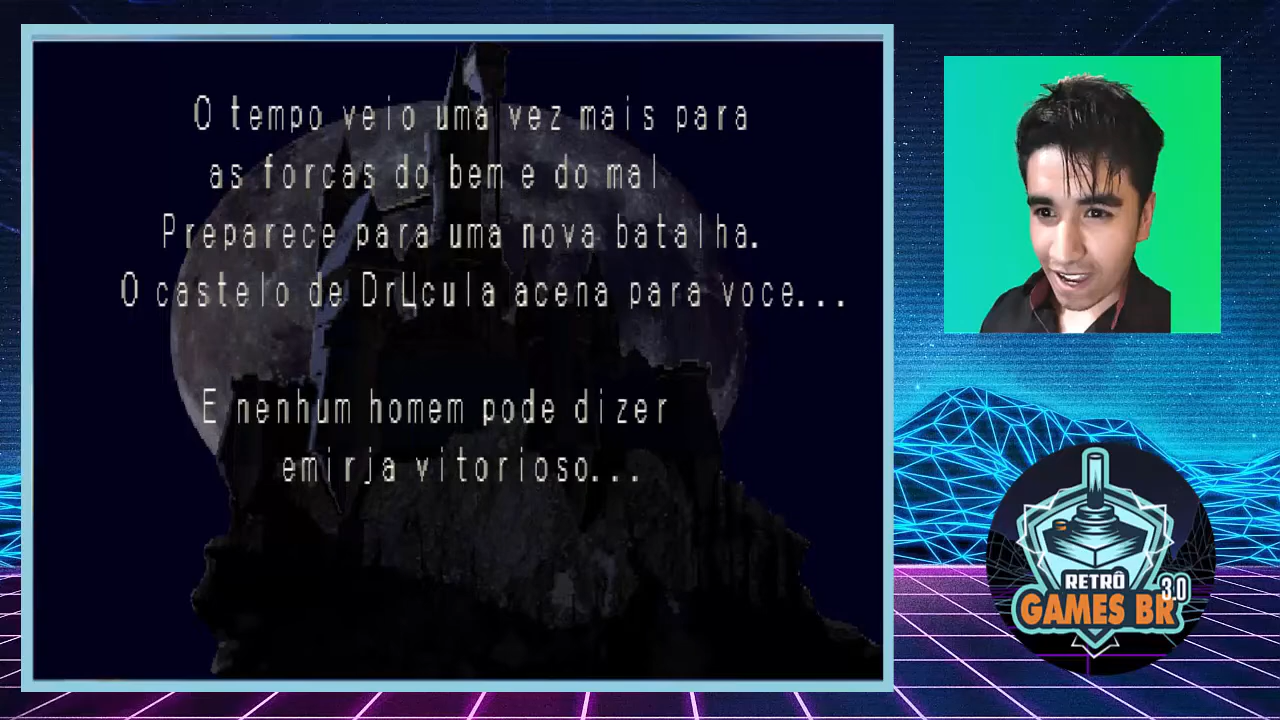 O tempo veio uma vez mais para
as forcas do bem e do mal
Preparece para uma nova batalha.
O castelo de DrЦcula acena para voce...
E nenhum homem pode dizer
emirja vitorioso...
RETRÔ
GAMES BR
3.0